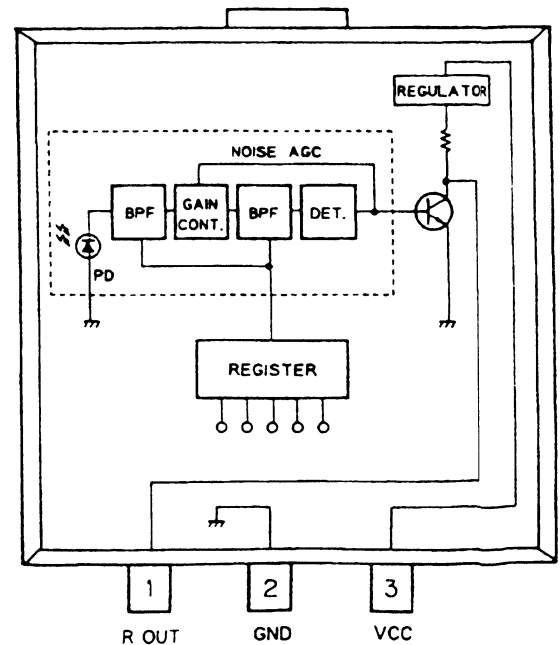 REGULATOR
NOISE AGC
BPF
GAIN
CONT.
BPF
DET.
PD
REGISTER
1
2
3
R OUT
GND
VCC